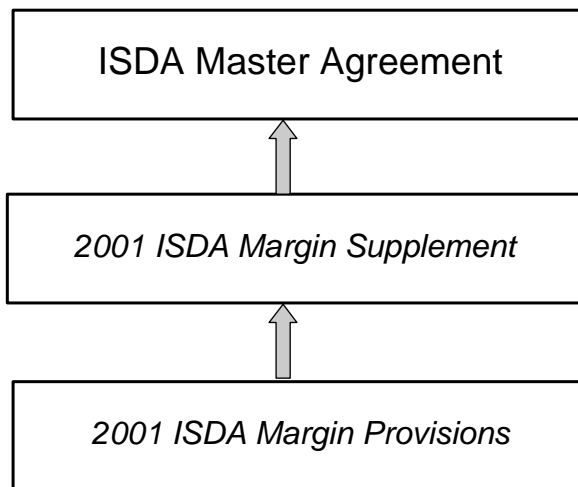 ISDA Master Agreement
2001 ISDA Margin Supplement
2001 ISDA Margin Provisions